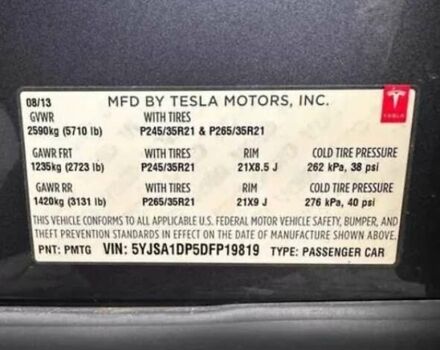 08/13 MFD BY TESLA MOTORS, INC.
GVWR WITH TIRES
2590kg (5710 lb) P245/35R21 & P265/35R21
TESLA
GAWR FRT WITH TIRES RIM COLD TIRE PRESSURE
1235kg (2723 lb) P245/35R21 21X8.5 J 262 kPa, 38 psi
GAWR RR WITH TIRES RIM COLD TIRE PRESSURE
1420kg (3131 lb) P265/35R21 21X9 J 276 kPa, 40 psi
THIS VEHICLE CONFORMS TO ALL APPLICABLE U.S. FEDERAL MOTOR VEHICLE SAFETY, BUMPER, AND
THEFT PREVENTION STANDARDS IN EFFECT ON THE DATE OF MANUFACTURE SHOWN ABOVE.
PNT: PMTG VIN: 5YJSA1DP5DFP19819 TYPE: PASSENGER CAR